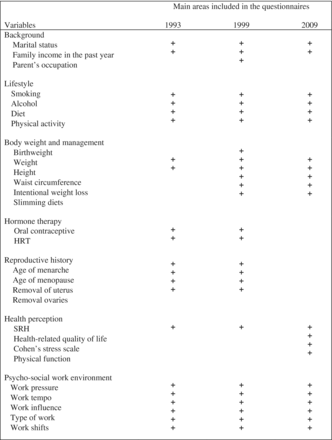 Main areas included in the questionnaires
Variables 1993 1999 2009
Background
Marital status + + +
Family income in the past year + + +
Parent's occupation +
Lifestyle
Smoking + + +
Alcohol + + +
Diet + + +
Physical activity + + +
Body weight and management
Birthweight +
Weight + + +
Height + + +
Waist circumference + +
Intentional weight loss + +
Slimming diets + +
Hormone therapy
Oral contraceptive + +
HRT + +
Reproductive history
Age of menarche + +
Age of menopause + +
Removal of uterus + +
Removal ovaries + +
Health perception
SRH + + +
Health-related quality of life +
Cohen's stress scale +
Physical function +
Psycho-social work environment
Work pressure + + +
Work tempo + + +
Work influence + + +
Type of work + + +
Work shifts + + +